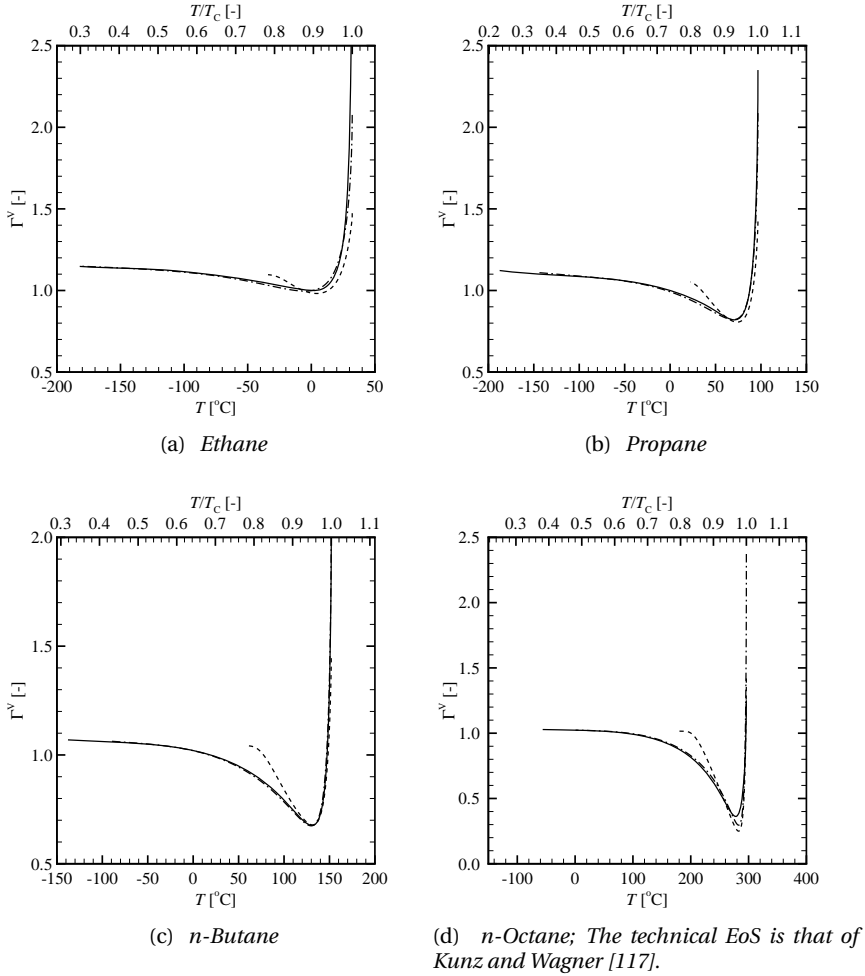 T/T_C [-]
0.3 0.4 0.5 0.6 0.7 0.8 0.9 1.0
2.5
2.0
1.5
1.0
0.5
Γ^V [-]
-200 -150 -100 -50 0 50
T [°C]
(a) Ethane
T/T_C [-]
0.2 0.3 0.4 0.5 0.6 0.7 0.8 0.9 1.0 1.1
2.5
2.0
1.5
1.0
0.5
Γ^V [-]
-200 -150 -100 -50 0 50 100 150
T [°C]
(b) Propane
T/T_C [-]
0.3 0.4 0.5 0.6 0.7 0.8 0.9 1.0 1.1
2.0
1.5
1.0
0.5
Γ^V [-]
-150 -100 -50 0 50 100 150 200
T [°C]
(c) n-Butane
T/T_C [-]
0.3 0.4 0.5 0.6 0.7 0.8 0.9 1.0
2.5
2.0
1.5
1.0
0.5
0.0
Γ^V [-]
-100 0 100 200 300 400
T [°C]
(d) n-Octane; The technical EoS is that of
Kunz and Wagner [117].